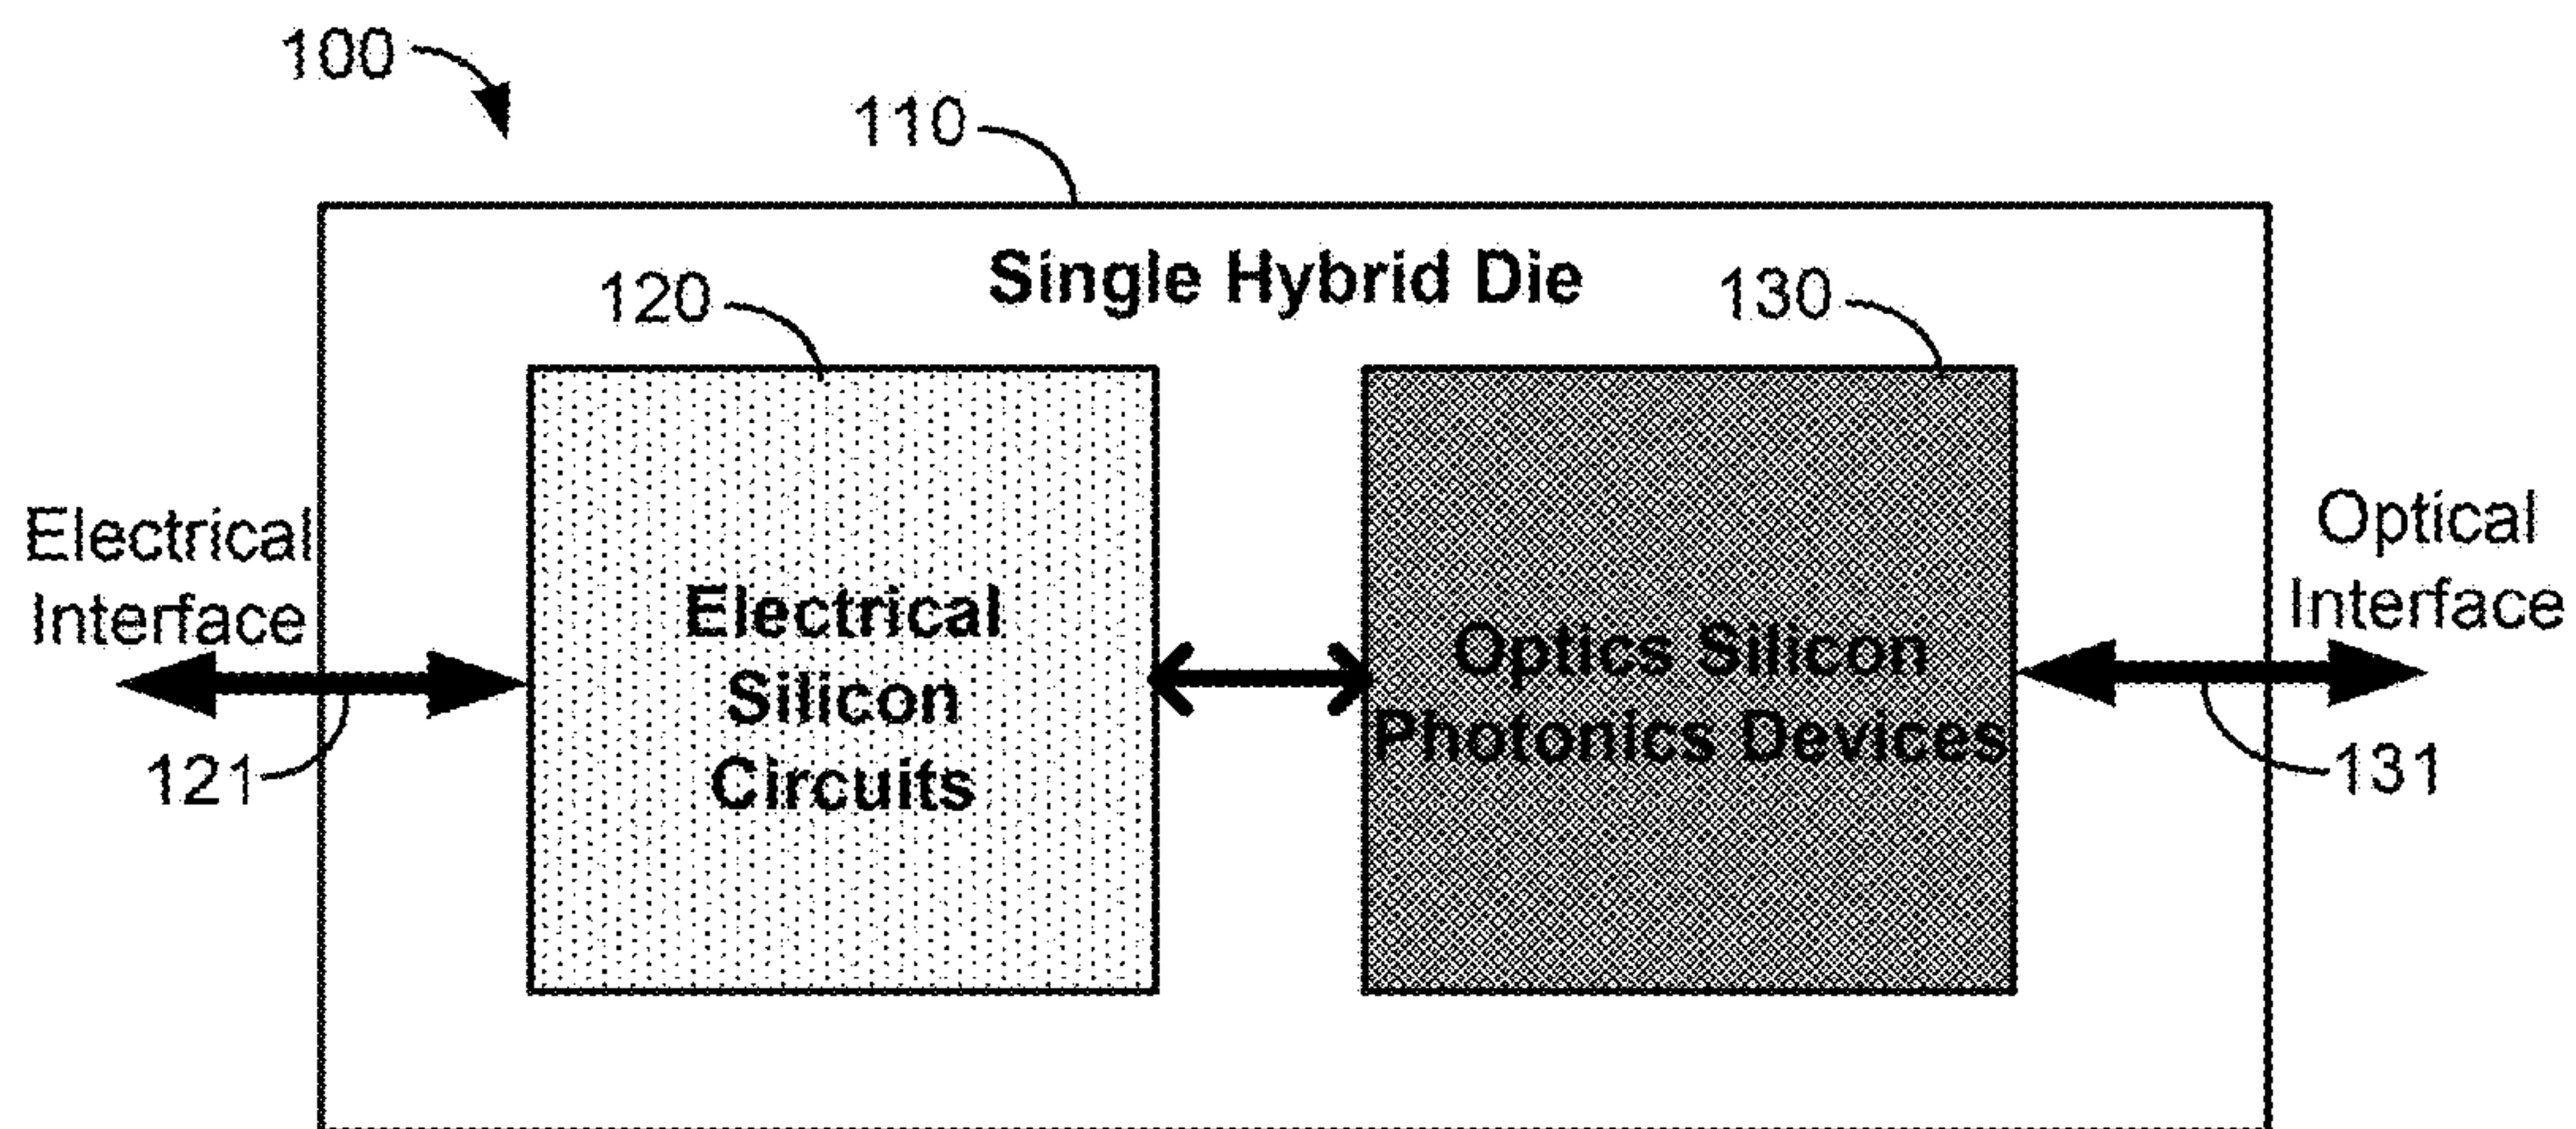 100
110
Single Hybrid Die
120
130
Electrical
Interface
121
Electrical
Silicon
Circuits
Optics Silicon
Photonics Devices
Optical
Interface
131